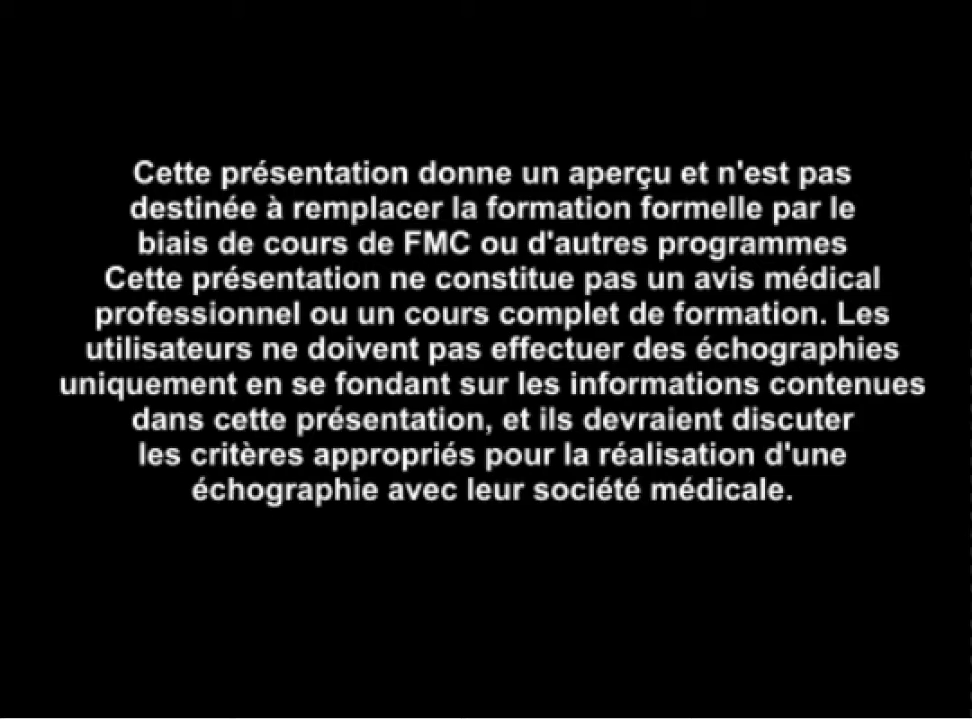 Cette présentation donne un aperçu et n'est pas
destinée à remplacer la formation formelle par le
biais de cours de FMC ou d'autres programmes
Cette présentation ne constitue pas un avis médical
professionnel ou un cours complet de formation. Les
utilisateurs ne doivent pas effectuer des échographies
uniquement en se fondant sur les informations contenues
dans cette présentation, et ils devraient discuter
les critères appropriés pour la réalisation d'une
échographie avec leur société médicale.